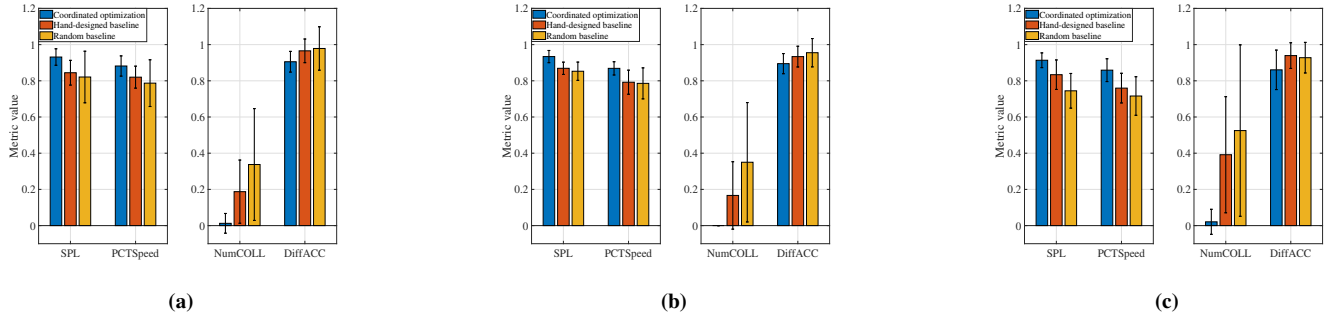 1.2
1
0.8
0.6
0.4
0.2
0
Metric value
Coordinated optimization
Hand-designed baseline
Random baseline
SPL PCTSpeed
1.2
1
0.8
0.6
0.4
0.2
0
NumCOLL DiffACC
(a)
1.2
1
0.8
0.6
0.4
0.2
0
Metric value
Coordinated optimization
Hand-designed baseline
Random baseline
SPL PCTSpeed
1.2
1
0.8
0.6
0.4
0.2
0
NumCOLL DiffACC
(b)
1.2
1
0.8
0.6
0.4
0.2
0
Metric value
Coordinated optimization
Hand-designed baseline
Random baseline
SPL PCTSpeed
1.2
1
0.8
0.6
0.4
0.2
0
NumCOLL DiffACC
(c)